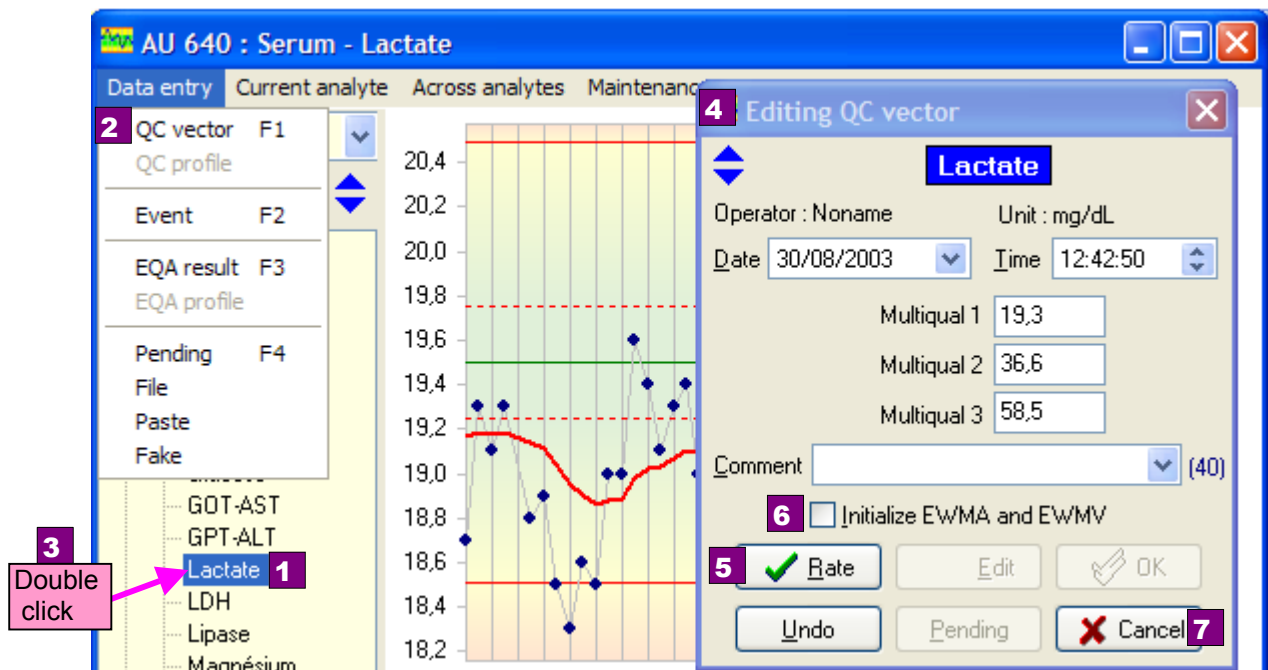 AU 640 : Serum - Lactate
Data entry Current analyte Across analytes
2 QC vector F1
QC profile
Event F2
EQA result F3
EQA profile
Pending F4
File
Paste
Fake
GOT-AST
GPT-ALT
Lactate 1
LDH
Lipase
Magnésium
3
Double
click
20,4
20,2
20,0
19,8
19,6
19,4
19,2
19,0
18,8
18,6
18,4
18,2
4 Editing QC vector
Lactate
Operator : Noname Unit : mg/dL
Date 30/08/2003 Time 12:42:50
Multiqual 1 19,3
Multiqual 2 36,6
Multiqual 3 58,5
Comment (40)
6 Initialize EWMA and EWMV
5 Rate Edit OK
Undo Pending Cancel 7